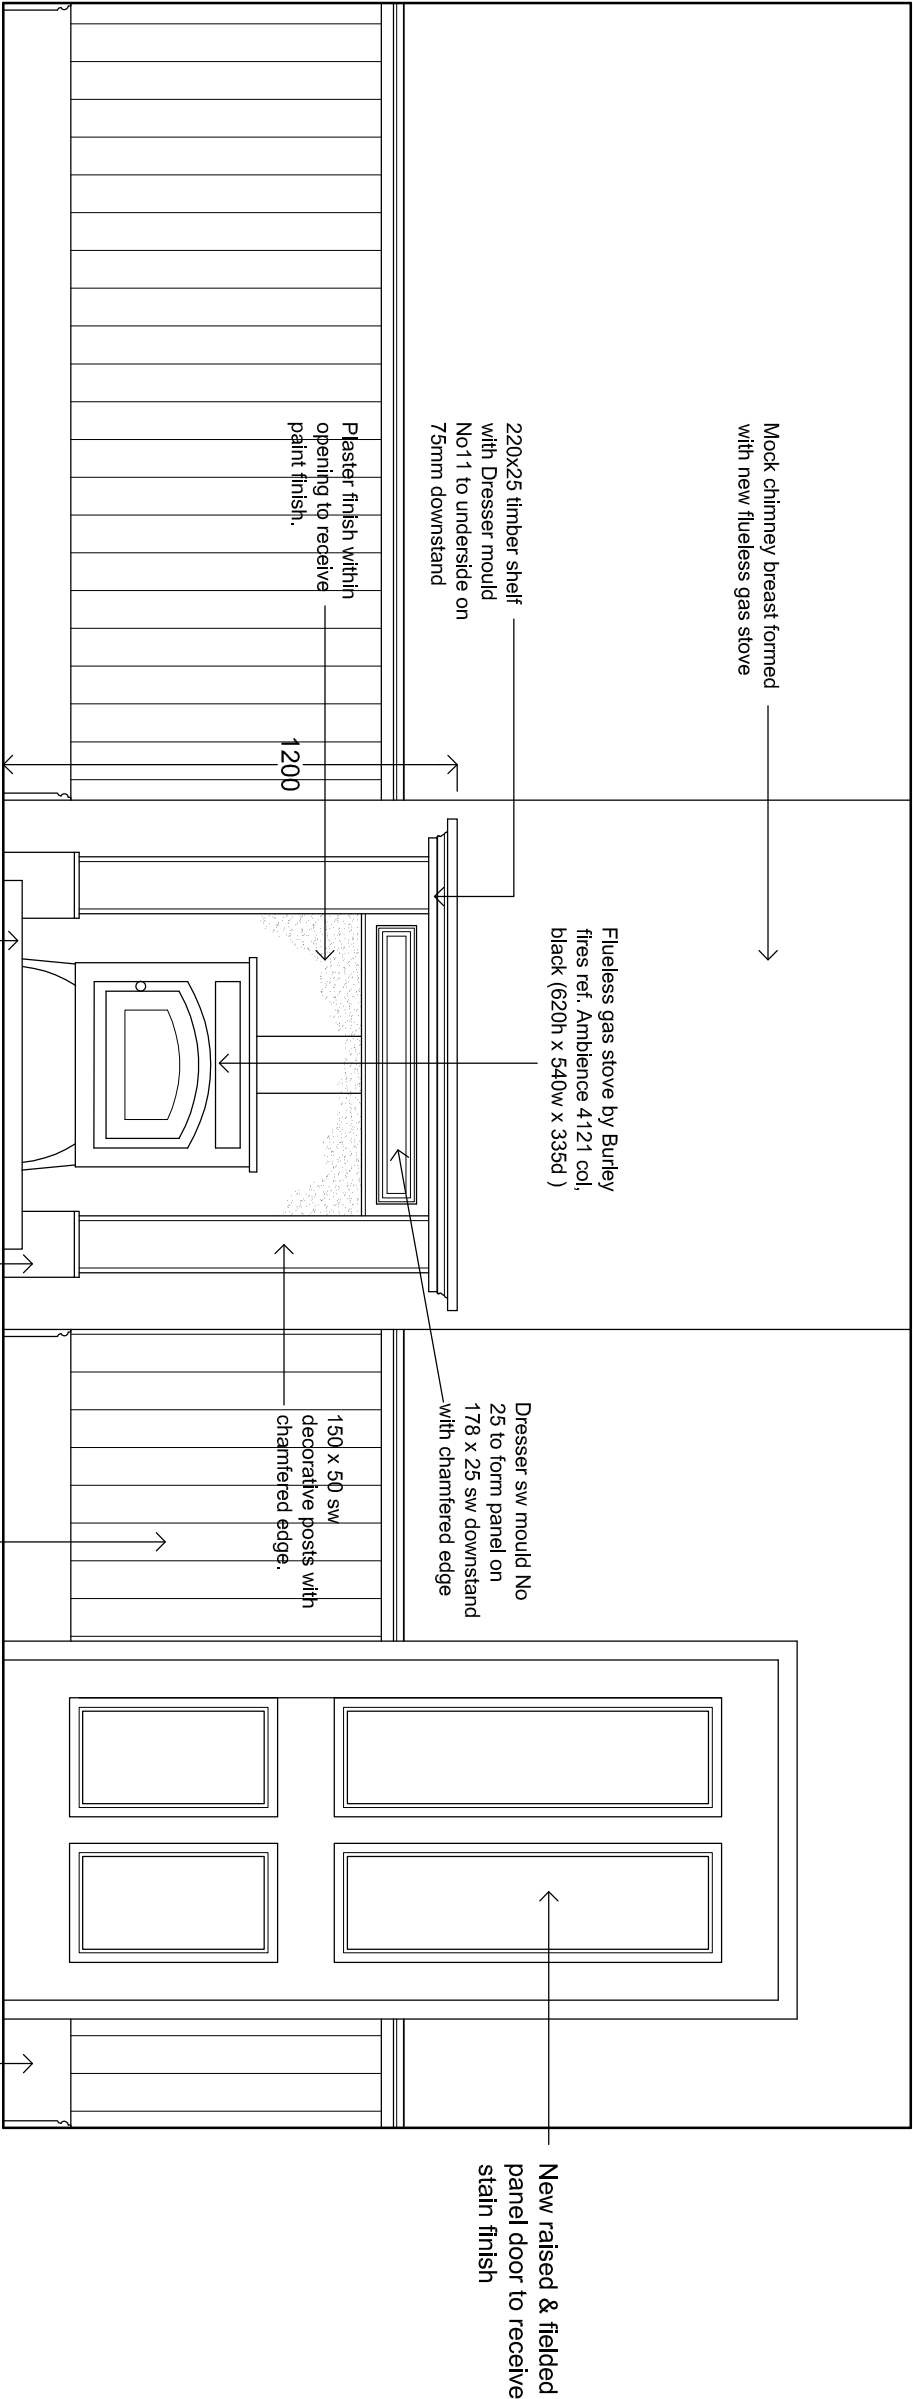 Mock chimney breast formed
with new flueless gas stove
220x25 timber shelf
with Dresser mould
No11 to underside on
75mm downstand
Plaster finish within
opening to receive
paint finish.
1200
Flueless gas stove by Burley
fires ref. Ambience 4121 col,
black (620h x 540w x 335d )
Dresser sw mould No
25 to form panel on
178 x 25 sw downstand
with chamfered edge
150 x 50 sw
decorative posts with
chamfered edge.
New raised & fielded
panel door to receive
stain finish